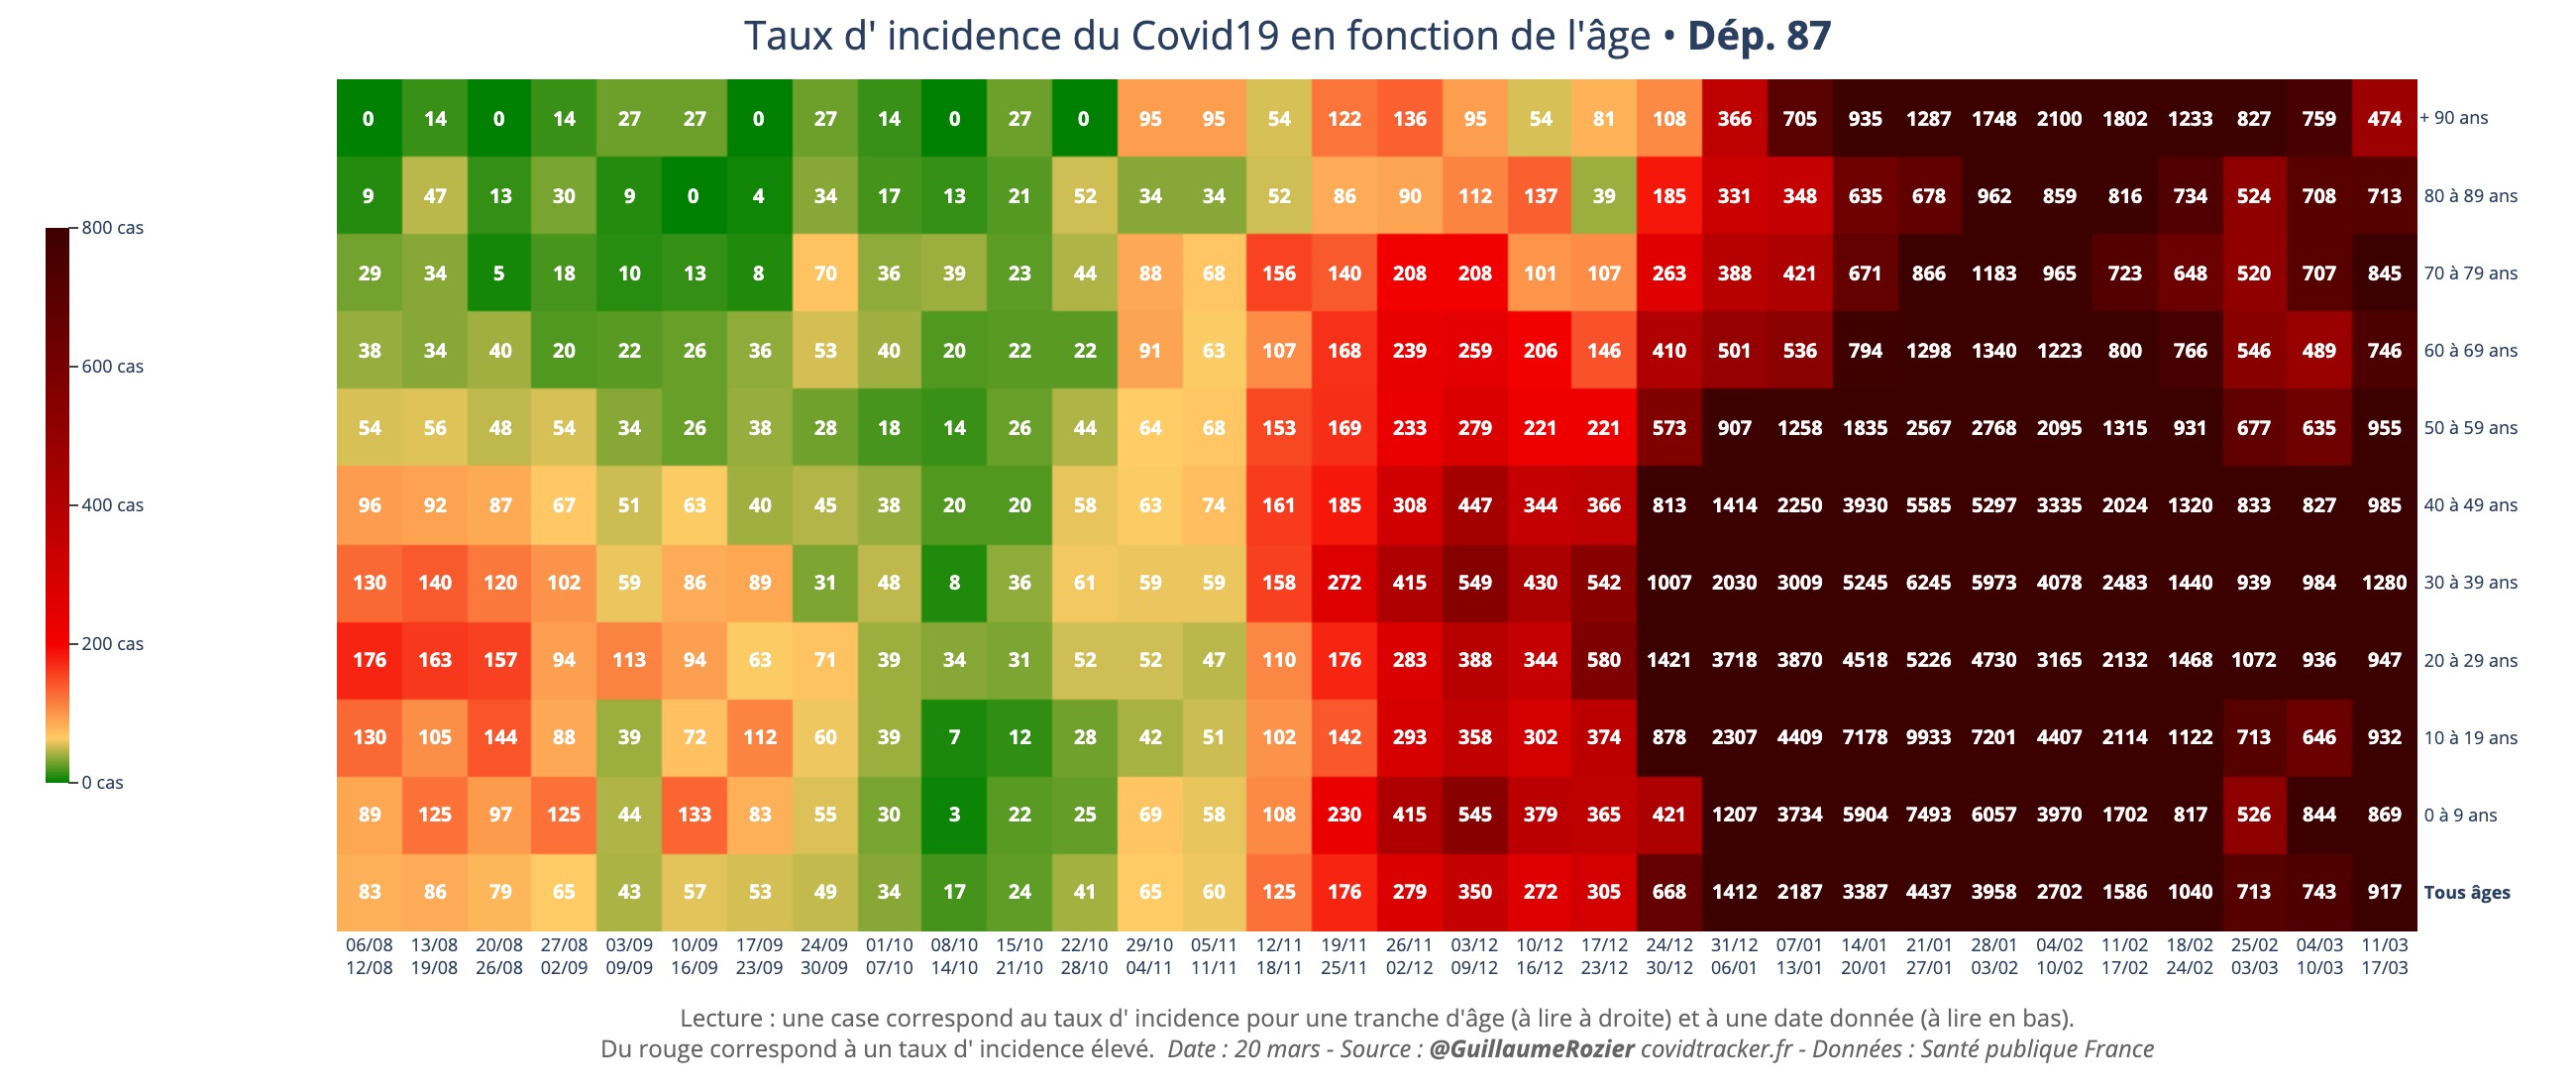 Taux d' incidence du Covid19 en fonction de l'âge • Dép. 87
800 cas
600 cas
400 cas
200 cas
0 cas
0 14 0 14 27 27 0 27 14 0 27 0 95 95 54 122 136 95 54 81 108 366 705 935 1287 1748 2100 1802 1233 827 759 474 + 90 ans
9 47 13 30 9 0 4 34 17 13 21 52 34 34 52 86 90 112 137 39 185 331 348 635 678 962 859 816 734 524 708 713 80 à 89 ans
29 34 5 18 10 13 8 70 36 39 23 44 88 68 156 140 208 208 101 107 263 388 421 671 866 1183 965 723 648 520 707 845 70 à 79 ans
38 34 40 20 22 26 36 53 40 20 22 22 91 63 107 168 239 259 206 146 410 501 536 794 1298 1340 1223 800 766 546 489 746 60 à 69 ans
54 56 48 54 34 26 38 28 18 14 26 44 64 68 153 169 233 279 221 221 573 907 1258 1835 2567 2768 2095 1315 931 677 635 955 50 à 59 ans
96 92 87 67 51 63 40 45 38 20 20 58 63 74 161 185 308 447 344 366 813 1414 2250 3930 5585 5297 3335 2024 1320 833 827 985 40 à 49 ans
130 140 120 102 59 86 89 31 48 8 36 61 59 59 158 272 415 549 430 542 1007 2030 3009 5245 6245 5973 4078 2483 1440 939 984 1280 30 à 39 ans
176 163 157 94 113 94 63 71 39 34 31 52 52 47 110 176 283 388 344 580 1421 3718 3870 4518 5226 4730 3165 2132 1468 1072 936 947 20 à 29 ans
130 105 144 88 39 72 112 60 39 7 12 28 42 51 102 142 293 358 302 374 878 2307 4409 7178 9933 7201 4407 2114 1122 713 646 932 10 à 19 ans
89 125 97 125 44 133 83 55 30 3 22 25 69 58 108 230 415 545 379 365 421 1207 3734 5904 7493 6057 3970 1702 817 526 844 869 0 à 9 ans
83 86 79 65 43 57 53 49 34 17 24 41 65 60 125 176 279 350 272 305 668 1412 2187 3387 4437 3958 2702 1586 1040 713 743 917 Tous âges
06/08 13/08 20/08 27/08 03/09 10/09 17/09 24/09 01/10 08/10 15/10 22/10 29/10 05/11 12/11 19/11 26/11 03/12 10/12 17/12 24/12 31/12 07/01 14/01 21/01 28/01 04/02 11/02 18/02 25/02 04/03 11/03
12/08 19/08 26/08 02/09 09/09 16/09 23/09 30/09 07/10 14/10 21/10 28/10 04/11 11/11 18/11 25/11 02/12 09/12 16/12 23/12 30/12 06/01 13/01 20/01 27/01 03/02 10/02 17/02 24/02 03/03 10/03 17/03
Lecture : une case correspond au taux d' incidence pour une tranche d'âge (à lire à droite) et à une date donnée (à lire en bas).
Du rouge correspond à un taux d' incidence élevé. Date : 20 mars - Source : @GuillaumeRozier covidtracker.fr - Données : Santé publique France